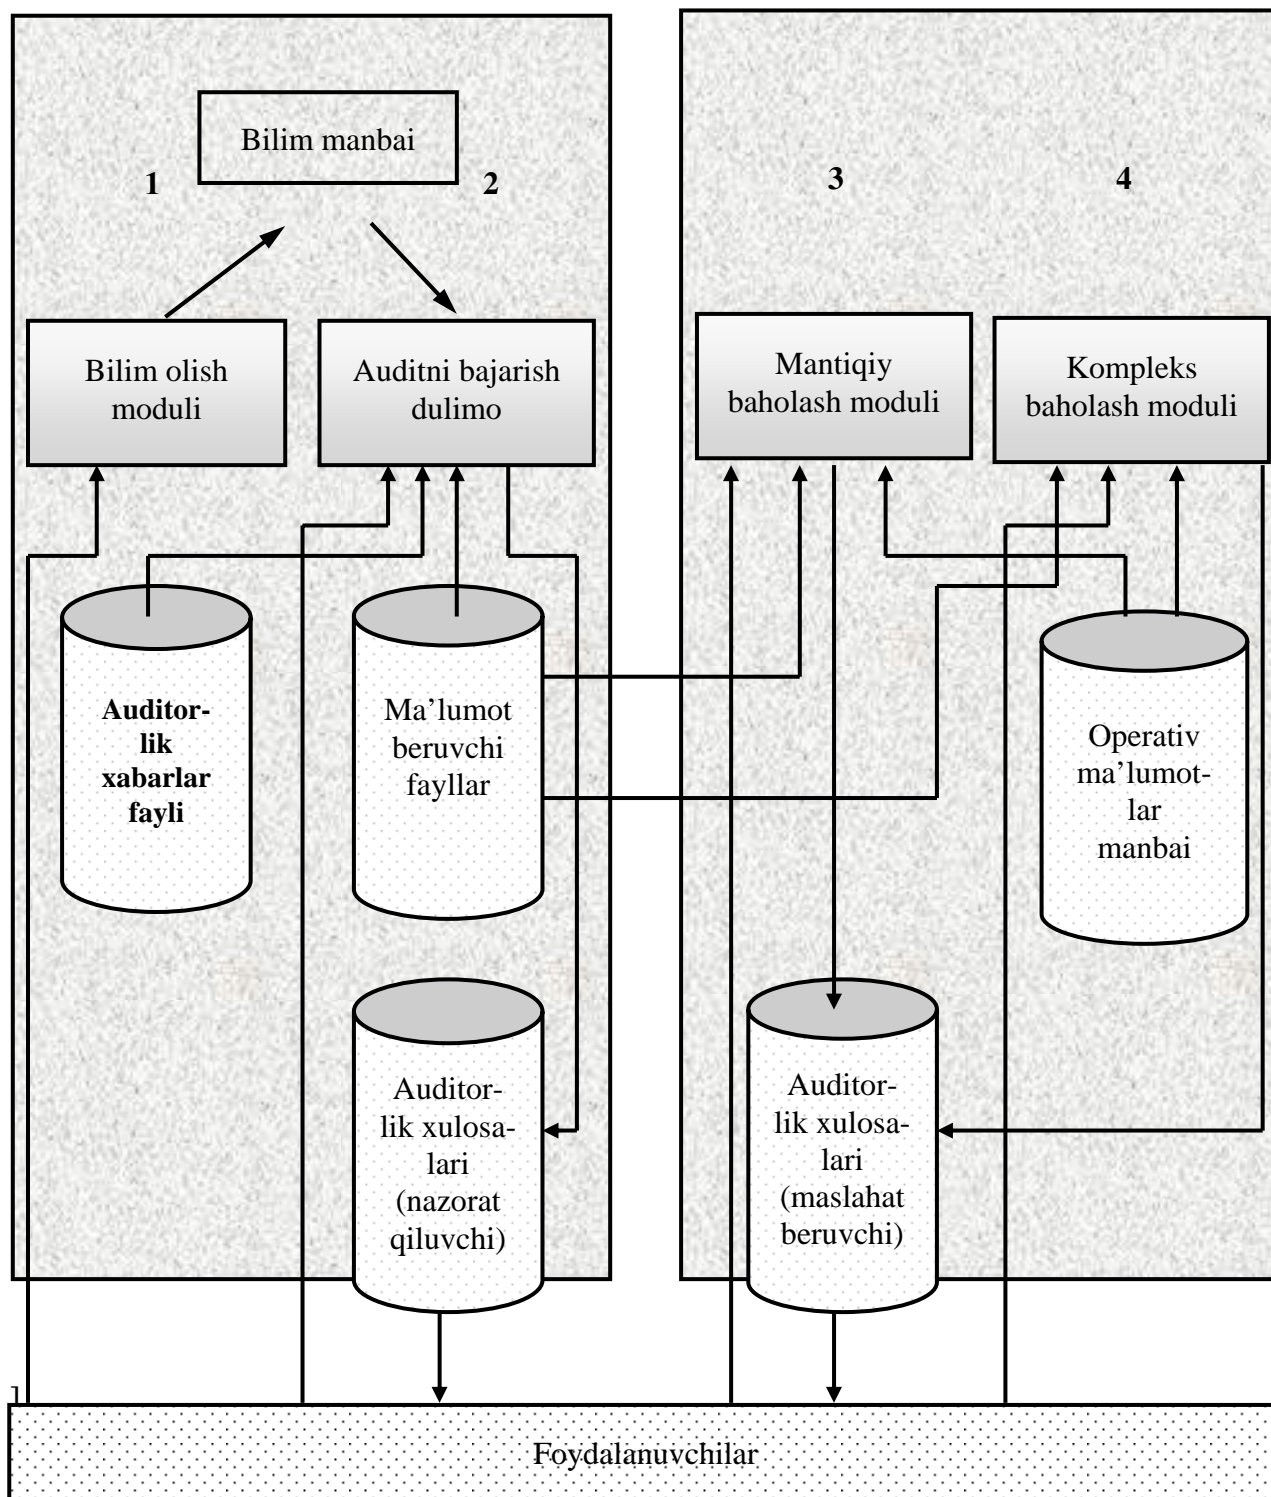 Bilim manbai
1
2
3
4
Bilim olish
moduli
Auditni bajarish
dulimo
Mantiqiy
baholash moduli
Kompleks
baholash moduli
Auditor-
lik
xabarlar
fayli
Ma’lumot
beruvchi
fayllar
Operativ
ma’lumot-
lar
manbai
Auditor-
lik xulosa-
lari
(nazorat
qiluvchi)
Auditor-
lik xulosa-
lari
(maslahat
beruvchi)
Foydalanuvchilar